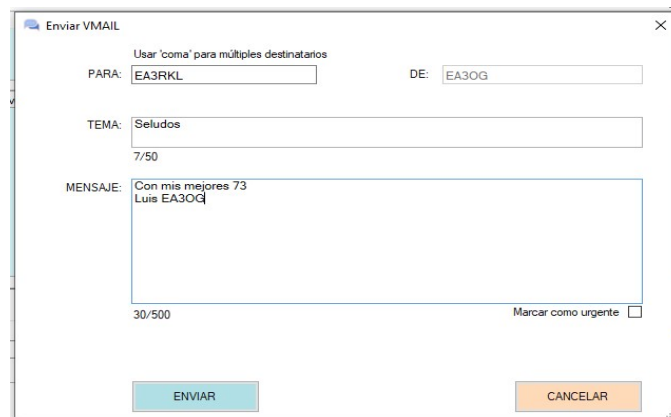 Enviar VMAIL
Usar 'coma' para múltiples destinatarios
PARA: EA3RKL DE: EA3OG
TEMA: Seludos
7/50
MENSAJE: Con mis mejores 73
Luis EA3OG
30/500 Marcar como urgente
ENVIAR CANCELAR